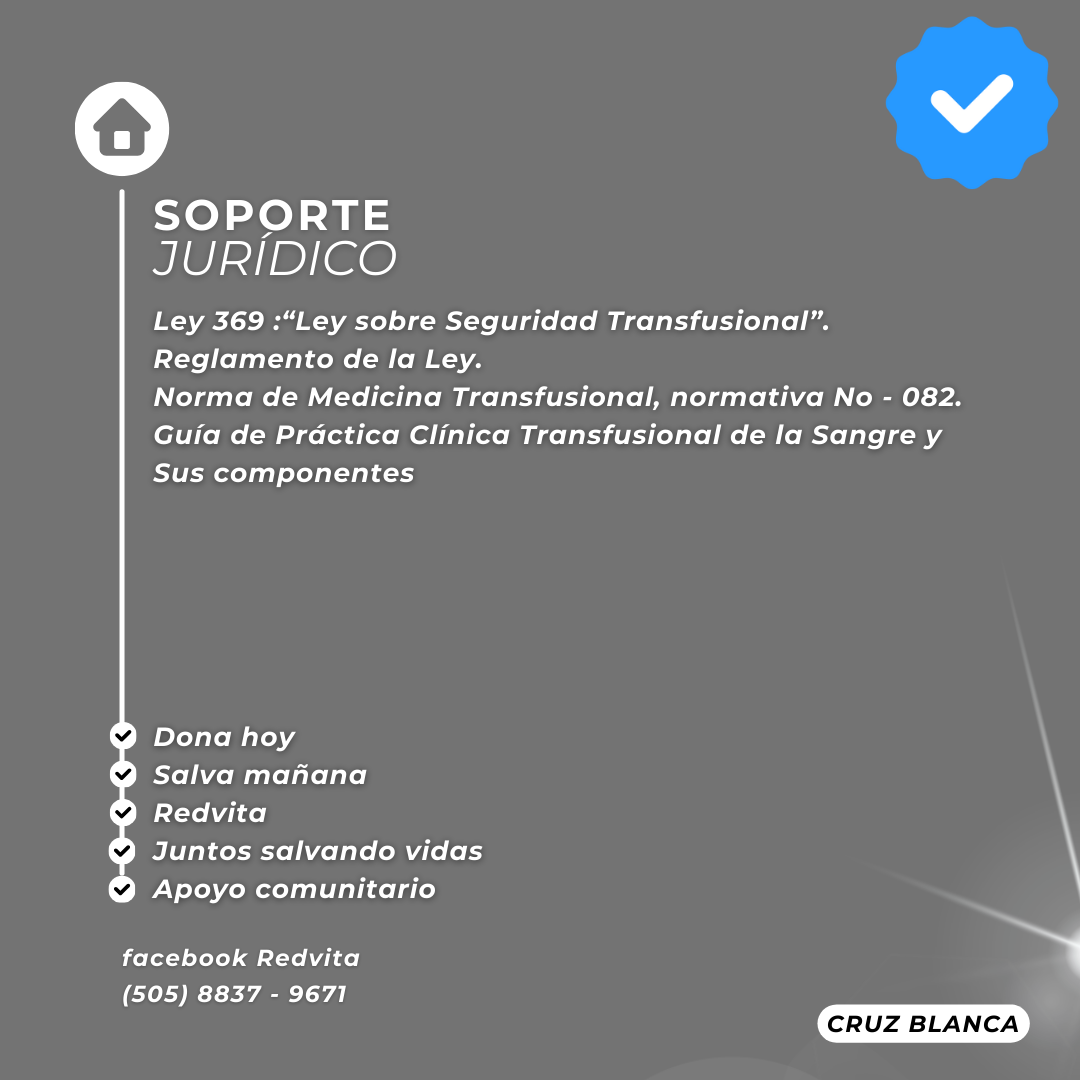 SOPORTE
JURÍDICO
Ley 369 :“Ley sobre Seguridad Transfusional”.
Reglamento de la Ley.
Norma de Medicina Transfusional, normativa No - 082.
Guía de Práctica Clínica Transfusional de la Sangre y
Sus componentes
Dona hoy
Salva mañana
Redvita
Juntos salvando vidas
Apoyo comunitario
facebook Redvita
(505) 8837 - 9671
CRUZ BLANCA